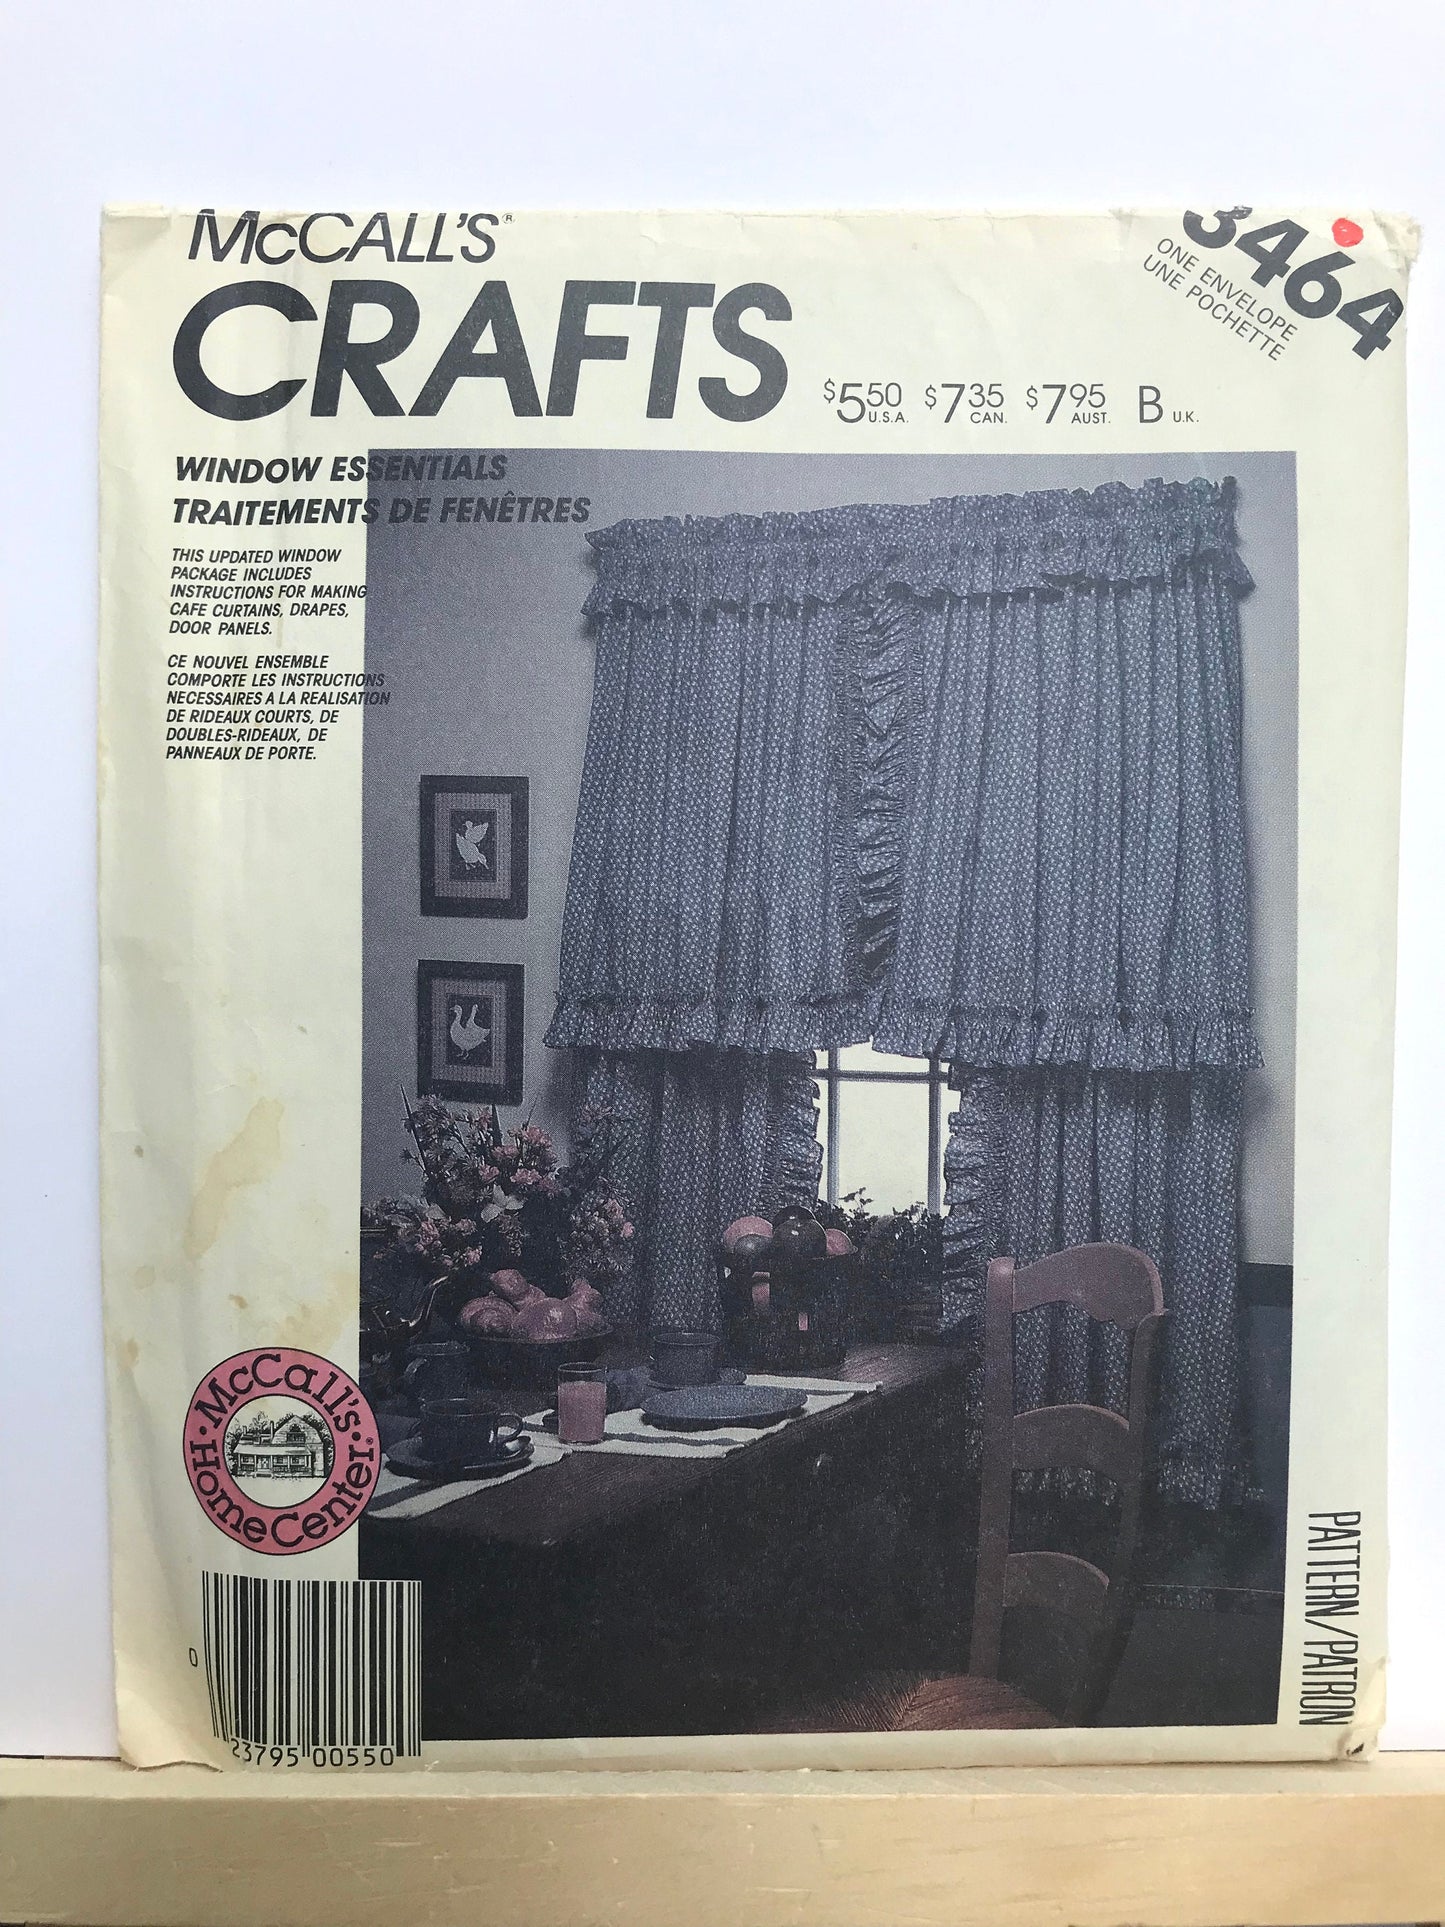 McCALL'S®
CRAFTS
3464
ONE ENVELOPE
UNE POCHETTE
$5.50 U.S.A. $7.35 CAN. $7.95 AUST. B U.K.
WINDOW ESSENTIALS
TRAITEMENTS DE FENÊTRES
THIS UPDATED WINDOW
PACKAGE INCLUDES
INSTRUCTIONS FOR MAKING
CAFE CURTAINS, DRAPES,
DOOR PANELS.
CE NOUVEL ENSEMBLE
COMPORTE LES INSTRUCTIONS
NECESSAIRES A LA REALISATION
DE RIDEAUX COURTS, DE
DOUBLES-RIDEAUX, DE
PANNEAUX DE PORTE.
McCall's®
HomeCenter
0 23795 00550
PATTERN/PATRON